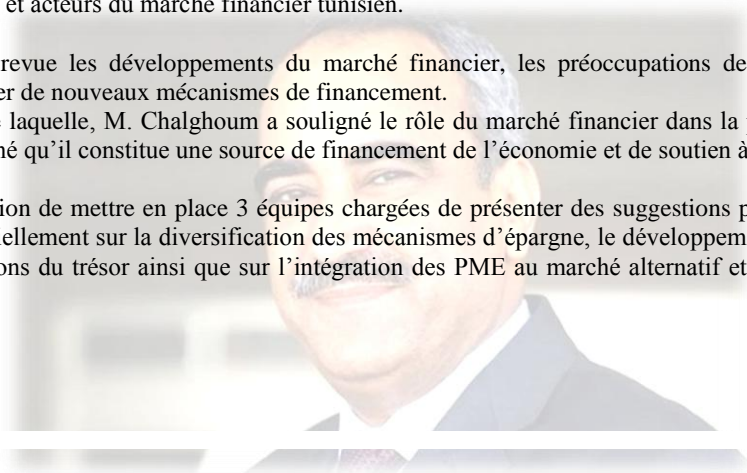 et acteurs du marché financier tunisien.
revue les développements du marché financier, les préoccupations de
er de nouveaux mécanismes de financement.
laquelle, M. Chalghoum a souligné le rôle du marché financier dans la
né qu'il constitue une source de financement de l'économie et de soutien à
ion de mettre en place 3 équipes chargées de présenter des suggestions p
iellement sur la diversification des mécanismes d'épargne, le développem
ons du trésor ainsi que sur l'intégration des PME au marché alternatif et